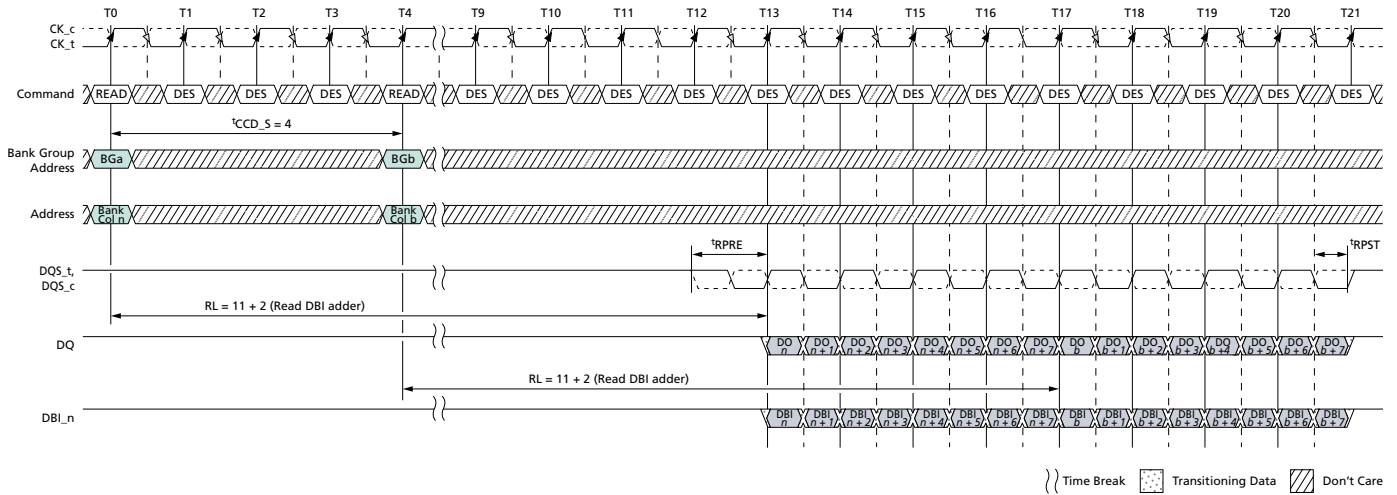 T0 T1 T2 T3 T4 T9 T10 T11 T12 T13 T14 T15 T16 T17 T18 T19 T20 T21
CK_c
CK_t
Command READ DES DES DES READ DES DES DES DES DES DES DES DES DES DES DES DES DES
tCCD_S = 4
Bank Group
Address
BGa BGb
Address
Bank
Col n
Bank
Col b
tRPRE tRPST
DQS_t,
DQS_c
RL = 11 + 2 (Read DBI adder)
DQ
DO
n
DO
n + 1
DO
n + 2
DO
n + 3
DO
n + 4
DO
n + 5
DO
n + 6
DO
n + 7
DO
b
DO
b + 1
DO
b + 2
DO
b + 3
DO
b + 4
DO
b + 5
DO
b + 6
DO
b + 7
RL = 11 + 2 (Read DBI adder)
DBI_n
DBI
n
DBI
n + 1
DBI
n + 2
DBI
n + 3
DBI
n + 4
DBI
n + 5
DBI
n + 6
DBI
n + 7
DBI
b
DBI
b + 1
DBI
b + 2
DBI
b + 3
DBI
b + 4
DBI
b + 5
DBI
b + 6
DBI
b + 7
Time Break Transitioning Data Don't Care